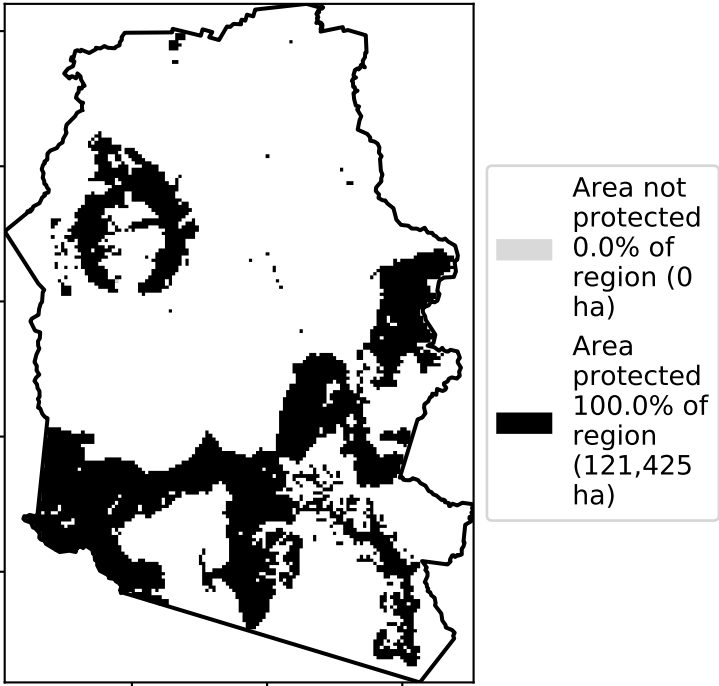 Area not
protected
0.0% of
region (0
ha)
Area
protected
100.0% of
region
(121,425
ha)